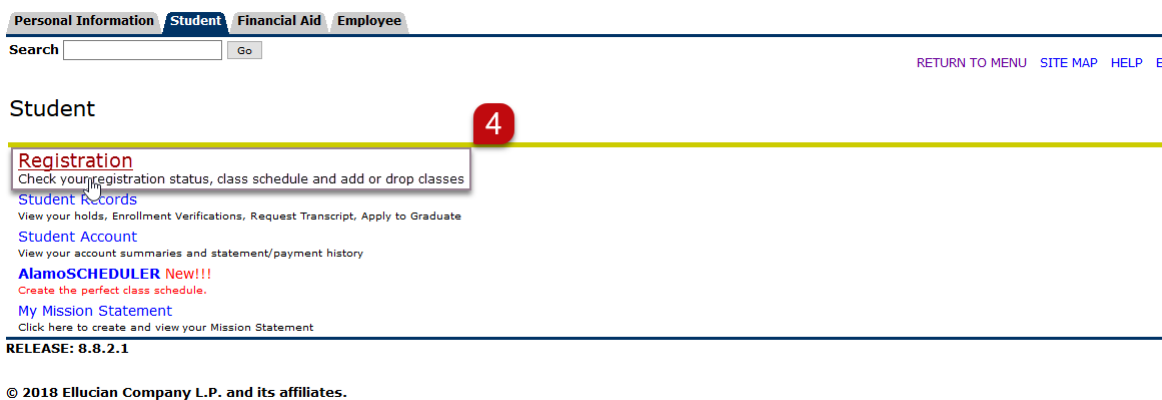 Personal Information Student Financial Aid Employee
Search Go
RETURN TO MENU SITE MAP HELP E
Student
4
Registration
Check your registration status, class schedule and add or drop classes
Student Records
View your holds, Enrollment Verifications, Request Transcript, Apply to Graduate
Student Account
View your account summaries and statement/payment history
AlamoSCHEDULER New!!!
Create the perfect class schedule.
My Mission Statement
Click here to create and view your Mission Statement
RELEASE: 8.8.2.1
© 2018 Ellucian Company L.P. and its affiliates.